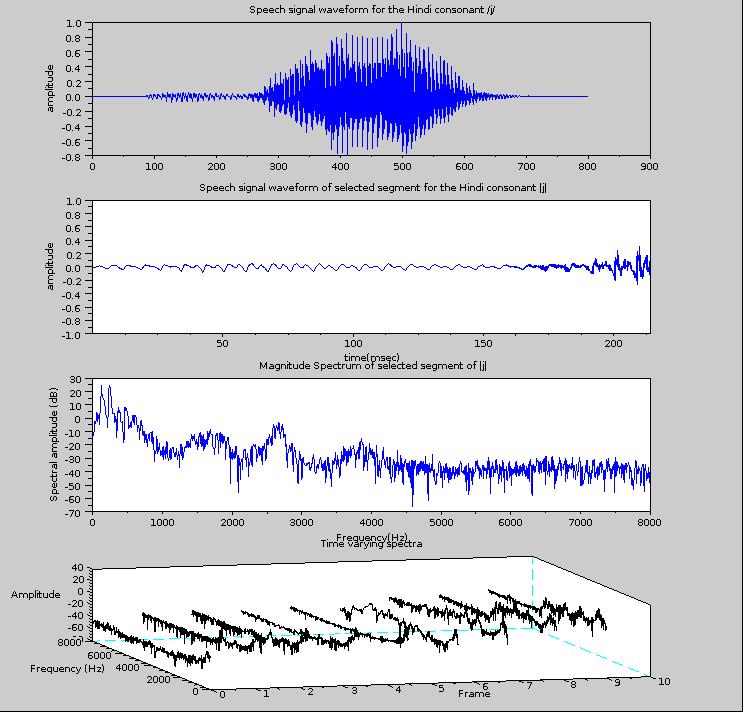 Speech signal waveform for the Hindi consonant /j/
1.0
0.8
0.6
0.4
0.2
0.0
-0.2
-0.4
-0.6
-0.8
amplitude
0 100 200 300 400 500 600 700 800 900
Speech signal waveform of selected segment for the Hindi consonant |j|
1.0
0.8
0.6
0.4
0.2
0.0
-0.2
-0.4
-0.6
-0.8
-1.0
amplitude
50 100 150 200
time(msec)
Magnitude Spectrum of selected segment of |j|
30
20
10
0
-10
-20
-30
-40
-50
-60
-70
Spectral amplitude (dB)
0 1000 2000 3000 4000 5000 6000 7000 8000
Frequency(Hz)
Time varying spectra
40
20
0
-20
-40
-60
Amplitude
8000
6000
4000
2000
0
Frequency (Hz)
0 1 2 3 4 5 6 7 8 9 10
Frame